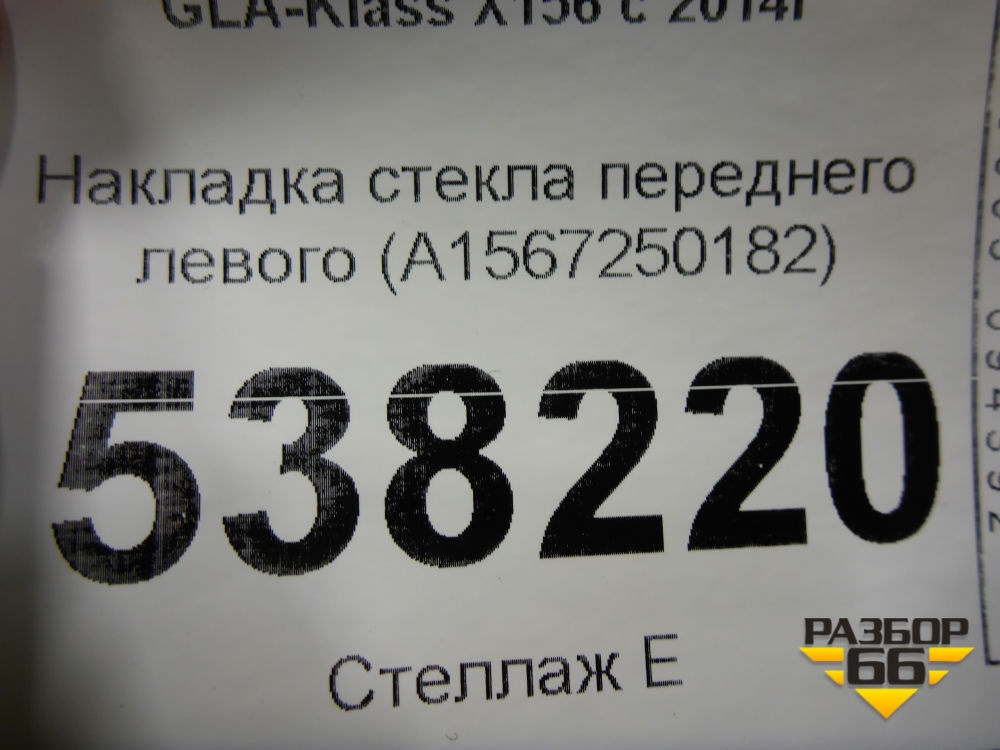 GLA-Klass X156 с 2014г
Накладка стекла переднего
левого (A1567250182)
538220
Стеллаж Е
РАЗБОР
66